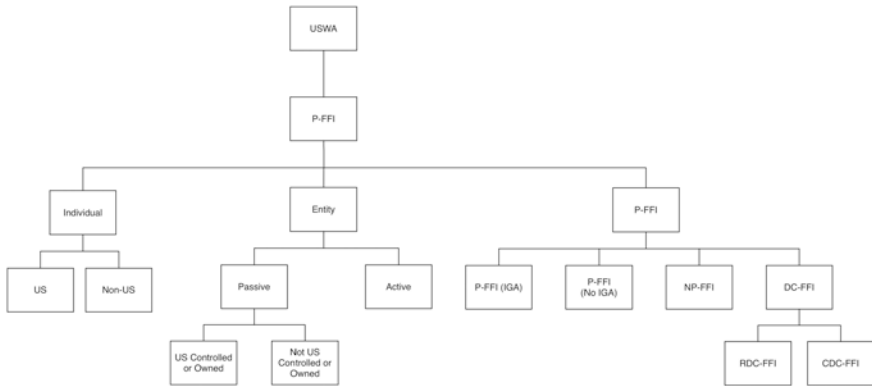 USWA
P-FFI
Individual
Entity
P-FFI
US
Non-US
Passive
Active
P-FFI (IGA)
P-FFI
(No IGA)
NP-FFI
DC-FFI
US Controlled
or Owned
Not US
Controlled or
Owned
RDC-FFI
CDC-FFI